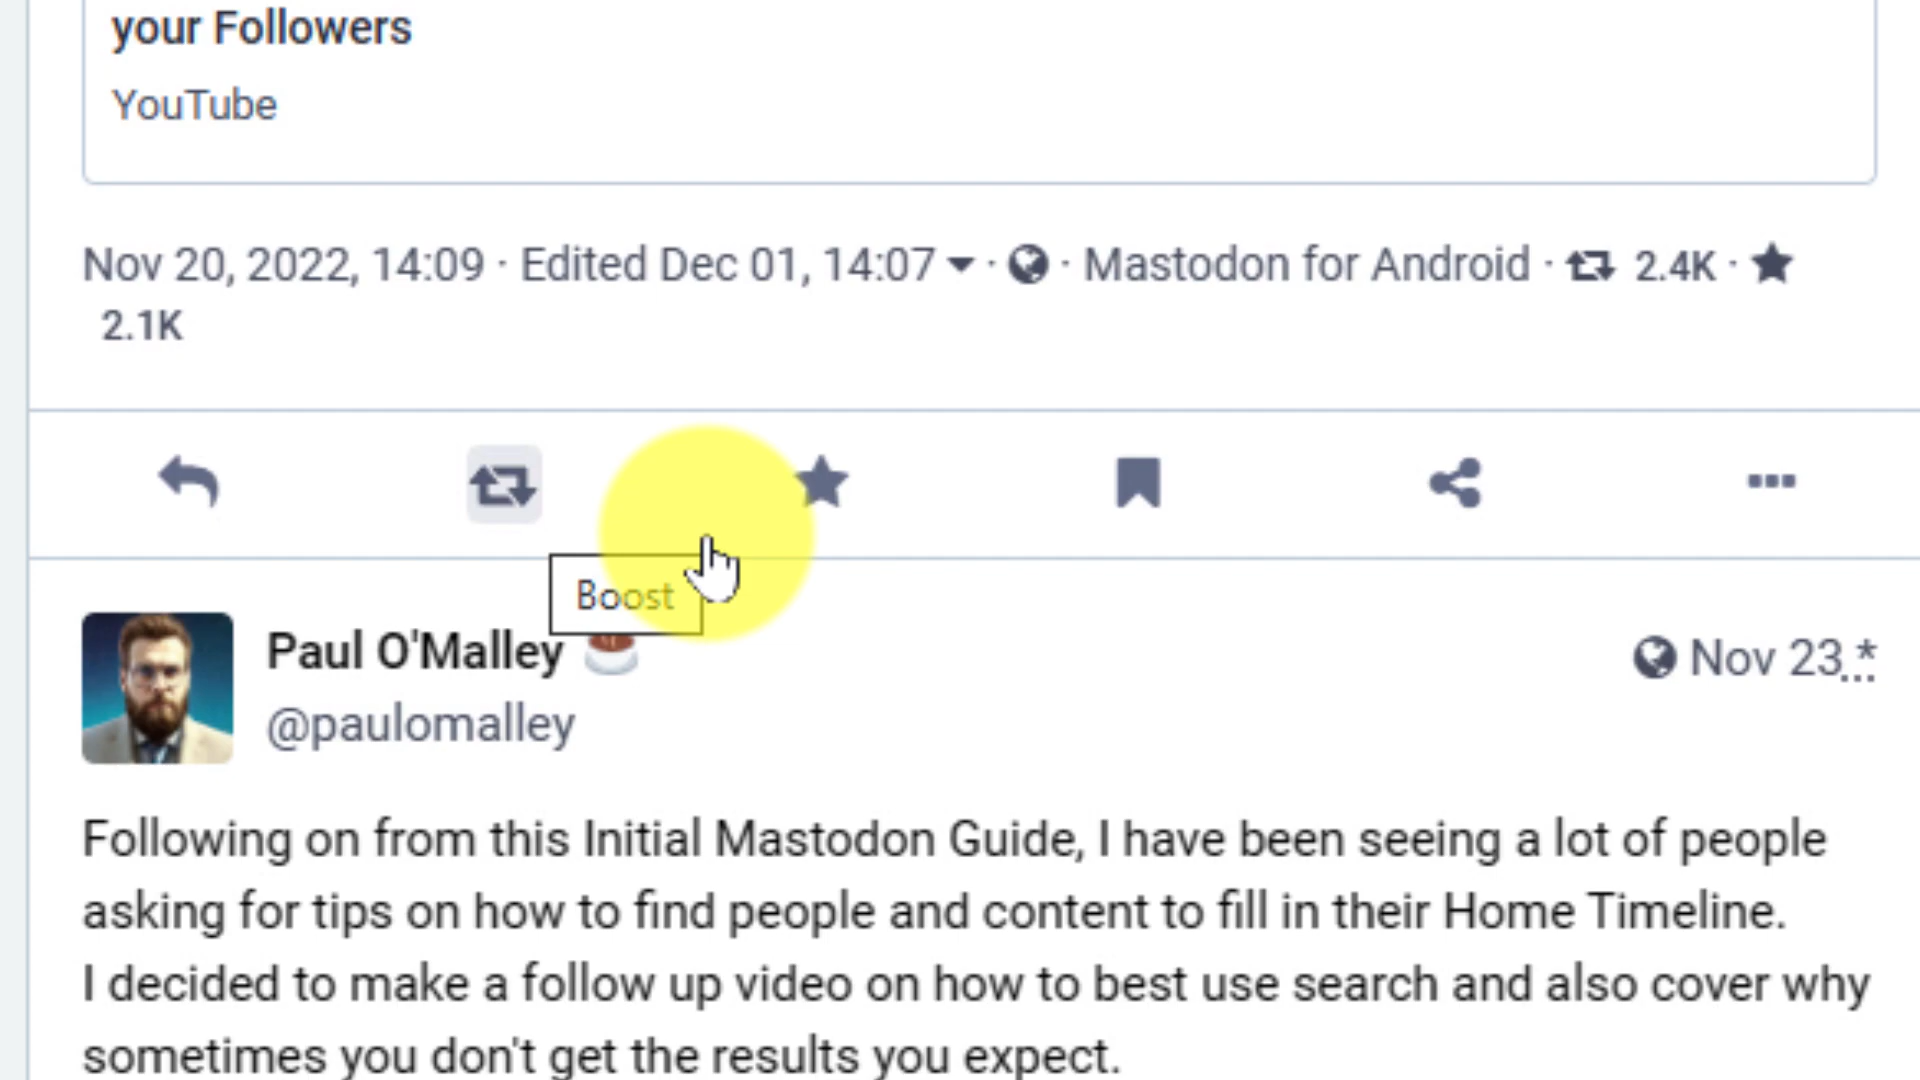 your Followers
YouTube
Nov 20, 2022, 14:09 · Edited Dec 01, 14:07 · · Mastodon for Android · 2.4K ·
2.1K
Boost
Paul O'Malley
Nov 23 *
@paulomalley
Following on from this Initial Mastodon Guide, I have been seeing a lot of people
asking for tips on how to find people and content to fill in their Home Timeline.
I decided to make a follow up video on how to best use search and also cover why
sometimes you don't get the results you expect.